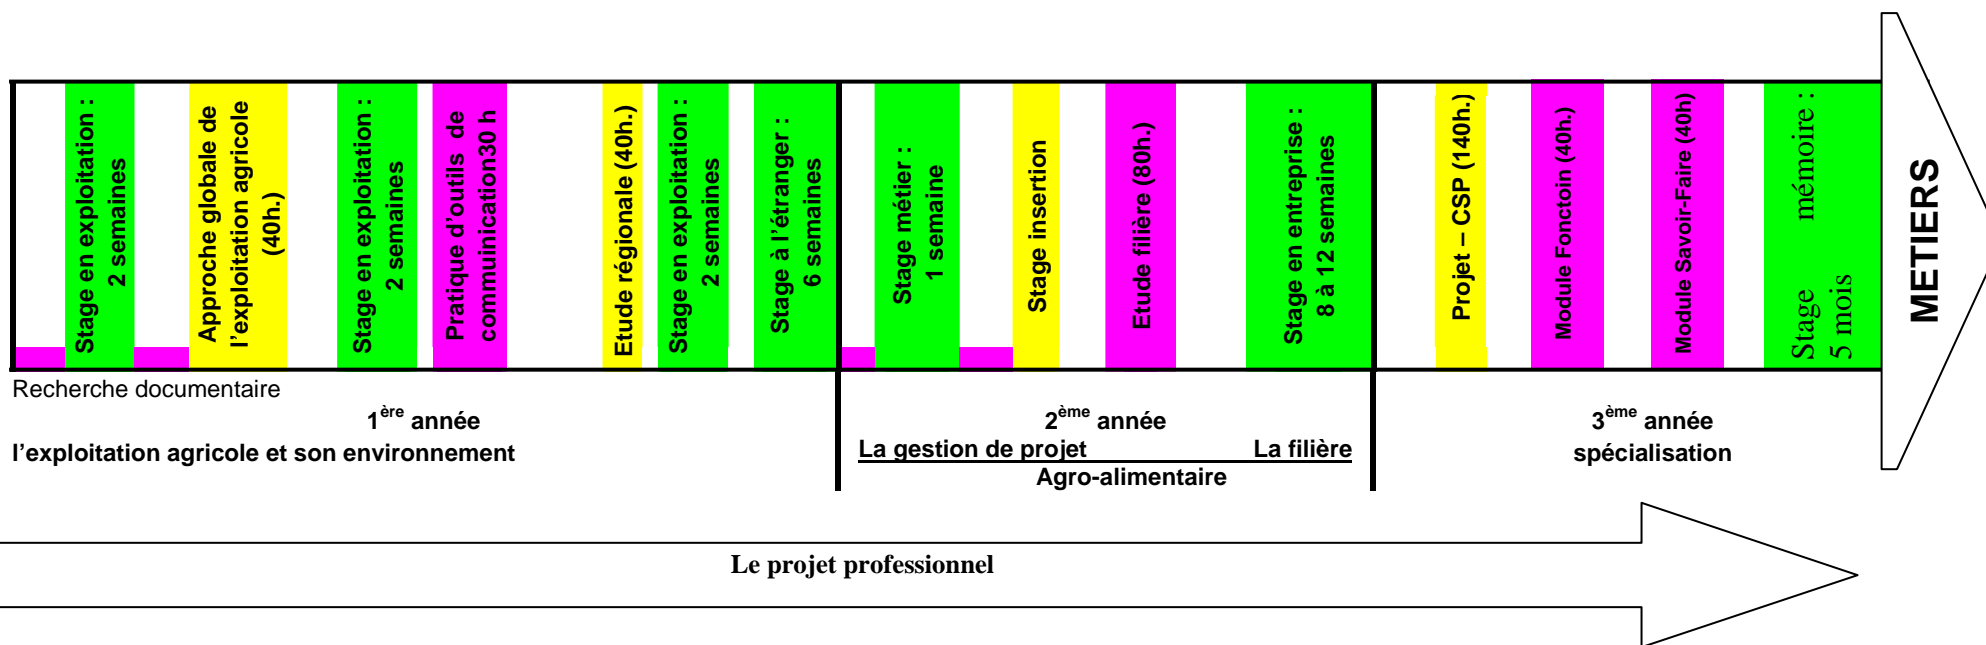 Stage en exploitation :
2 semaines
Approche globale de
l'exploitation agricole
(40h.)
Stage en exploitation :
2 semaines
Pratique d'outils de
communication30 h
Etude régionale (40h.)
Stage en exploitation :
2 semaines
Stage à l'étranger :
6 semaines
Stage métier :
1 semaine
Stage insertion
Etude filière (80h.)
Stage en entreprise :
8 à 12 semaines
Projet – CSP (140h.)
Module Fonctoin (40h.)
Module Savoir-Faire (40h)
Stage mémoire :
5 mois
METIERS
Recherche documentaire
1ère année
l'exploitation agricole et son environnement
2ème année
La gestion de projet La filière
Agro-alimentaire
3ème année
spécialisation
Le projet professionnel